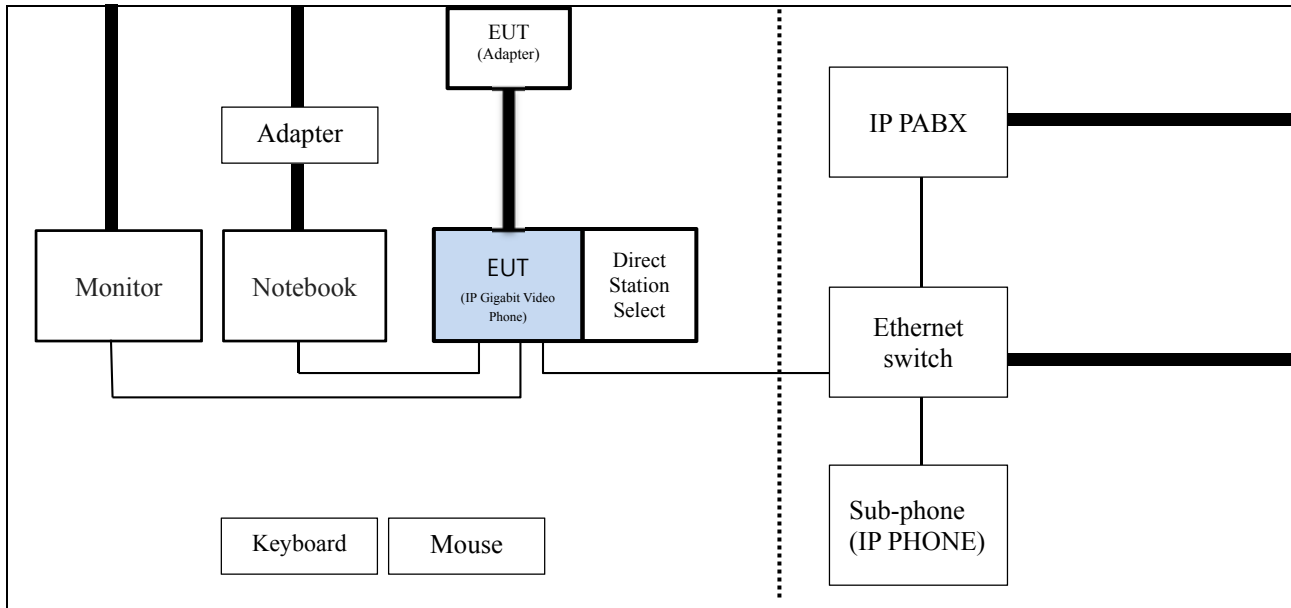 EUT
(Adapter)
Adapter
IP PABX
Monitor
Notebook
EUT
(IP Gigabit Video
Phone)
Direct
Station
Select
Ethernet
switch
Sub-phone
(IP PHONE)
Keyboard
Mouse